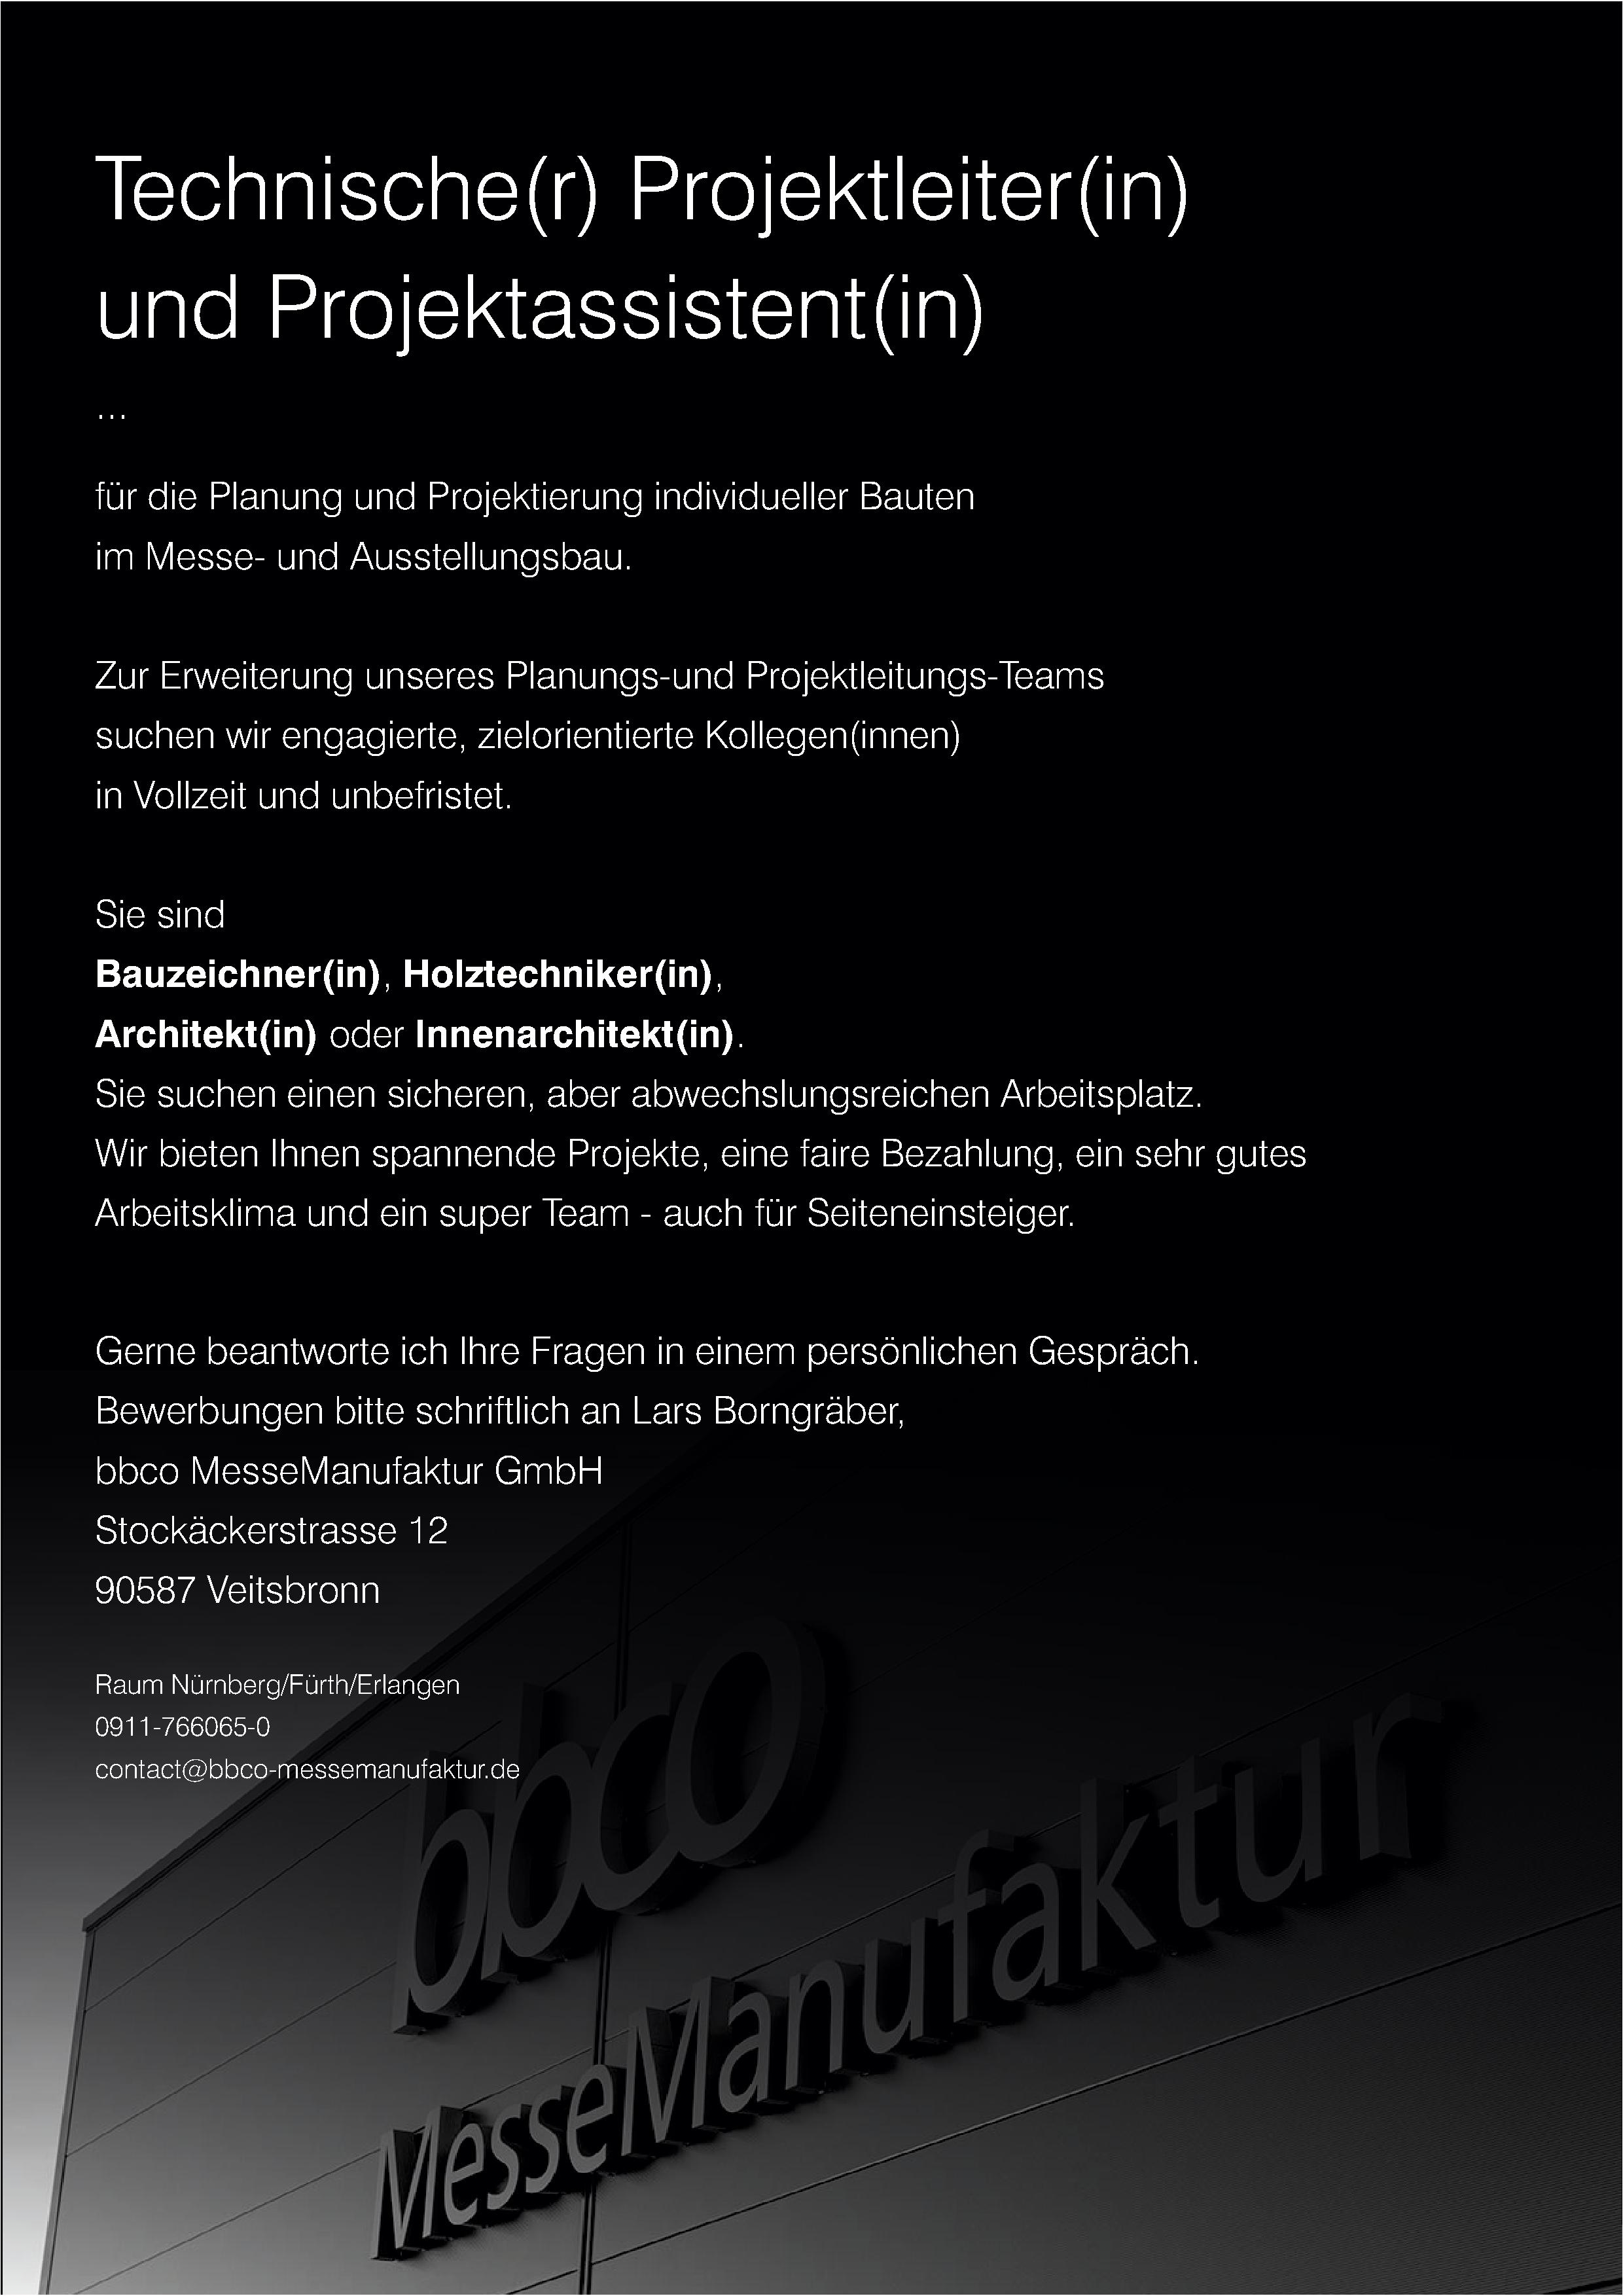 Technische(r) Projektleiter(in)
und Projektassistent(in)
...
für die Planung und Projektierung individueller Bauten
im Messe- und Ausstellungsbau.
Zur Erweiterung unseres Planungs-und Projektleitungs-Teams
suchen wir engagierte, zielorientierte Kollegen(innen)
in Vollzeit und unbefristet.
Sie sind
Bauzeichner(in), Holztechniker(in),
Architekt(in) oder Innenarchitekt(in).
Sie suchen einen sicheren, aber abwechslungsreichen Arbeitsplatz.
Wir bieten Ihnen spannende Projekte, eine faire Bezahlung, ein sehr gutes
Arbeitsklima und ein super Team - auch für Seiteneinsteiger.
Gerne beantworte ich Ihre Fragen in einem persönlichen Gespräch.
Bewerbungen bitte schriftlich an Lars Borngräber,
bbco MesseManufaktur GmbH
Stockäckerstrasse 12
90587 Veitsbronn
Raum Nürnberg/Fürth/Erlangen
0911-766065-0
contact@bbco-messemanufaktur.de
bbco
MesseManufaktur